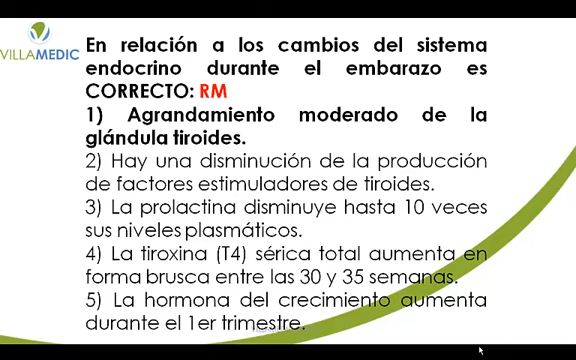 VILLAMEDIC
En relación a los cambios del sistema
endocrino durante el embarazo es
CORRECTO: RM
1) Agrandamiento moderado de la
glándula tiroides.
2) Hay una disminución de la producción
de factores estimuladores de tiroides.
3) La prolactina disminuye hasta 10 veces
sus niveles plasmáticos.
4) La tiroxina (T4) sérica total aumenta en
forma brusca entre las 30 y 35 semanas.
5) La hormona del crecimiento aumenta
durante el 1er trimestre.